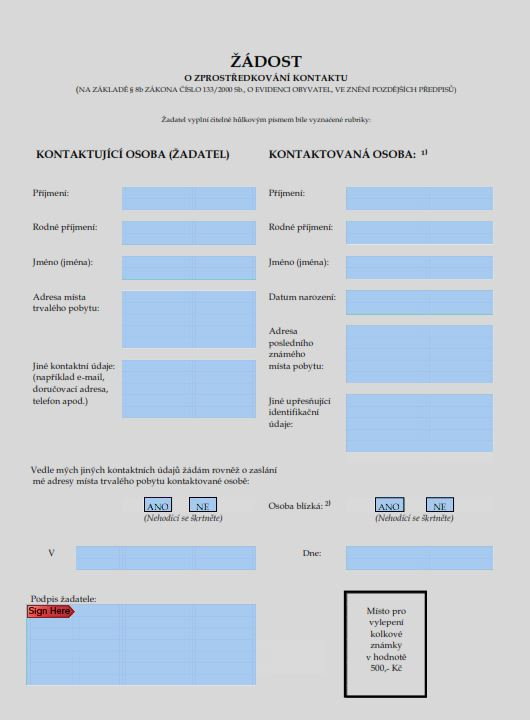 ŽÁDOST
O ZPROSTŘEDKOVÁNÍ KONTAKTU
(NA ZÁKLADĚ § 8b ZÁKONA ČÍSLO 133/2000 Sb., O EVIDENCI OBYVATEL, VE ZNĚNÍ POZDĚJŠÍCH PŘEDPISŮ)
Žadatel vyplní čitelně hůlkovým písmem bíle vyznačené rubriky:
KONTAKTUJÍCÍ OSOBA (ŽADATEL)
Příjmení:
Rodné příjmení:
Jméno (jména):
Adresa místa
trvalého pobytu:
Jiné kontaktní údaje:
(například e-mail,
doručovací adresa,
telefon apod.)
KONTAKTOVANÁ OSOBA: 1)
Příjmení:
Rodné příjmení:
Jméno (jména):
Datum narození:
Adresa
posledního
známého
místa pobytu:
Jiné upřesňující
identifikační
údaje:
Vedle mých jiných kontaktních údajů žádám rovněž o zaslání
mé adresy místa trvalého pobytu kontaktované osobě:
ANO NE
(Nehodící se škrtněte)
Osoba blízká: 2) ANO NE
(Nehodící se škrtněte)
V
Dne:
Podpis žadatele:
Sign Here
Místo pro
vylepení
kolkové
známky
v hodnotě
500,- Kč